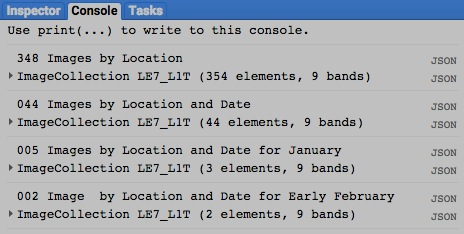 Inspector Console Tasks
Use print(...) to write to this console.
348 Images by Location JSON
ImageCollection LE7_L1T (354 elements, 9 bands) JSON
044 Images by Location and Date JSON
ImageCollection LE7_L1T (44 elements, 9 bands) JSON
005 Images by Location and Date for January JSON
ImageCollection LE7_L1T (3 elements, 9 bands) JSON
002 Image  by Location and Date for Early February JSON
ImageCollection LE7_L1T (2 elements, 9 bands) JSON